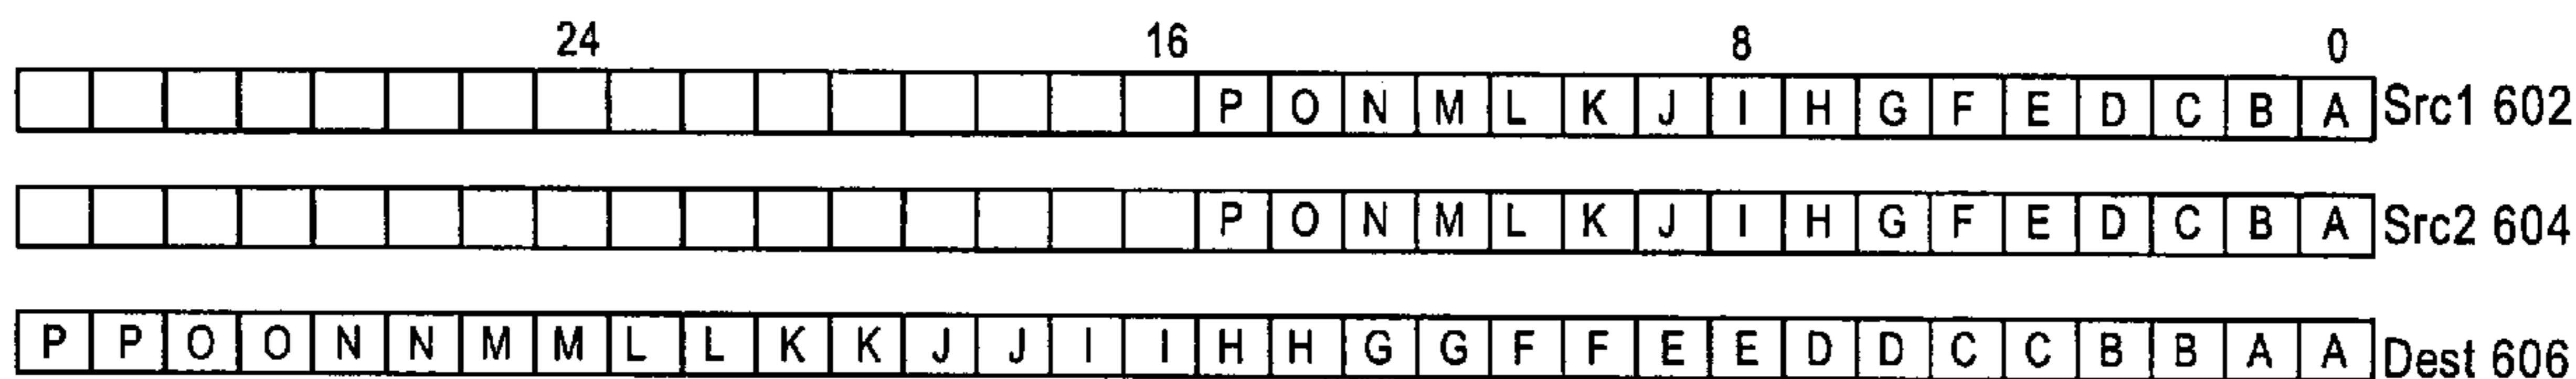 24 16 8 0
P O N M L K J I H G F E D C B A Src1 602
P O N M L K J I H G F E D C B A Src2 604
P P O O N N M M L L K K J J I I H H G G F F E E D D C C B B A A Dest 606